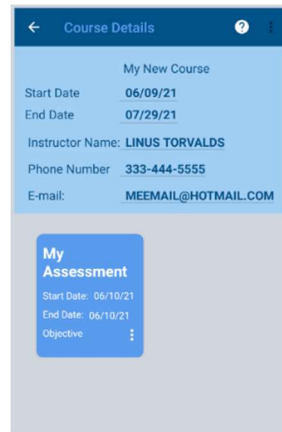 Course Details ?
My New Course
Start Date 06/09/21
End Date 07/29/21
Instructor Name: LINUS TORVALDS
Phone Number 333-444-5555
E-mail: MEEMAIL@HOTMAIL.COM
My
Assessment
Start Date: 06/10/21
End Date: 06/10/21
Objective